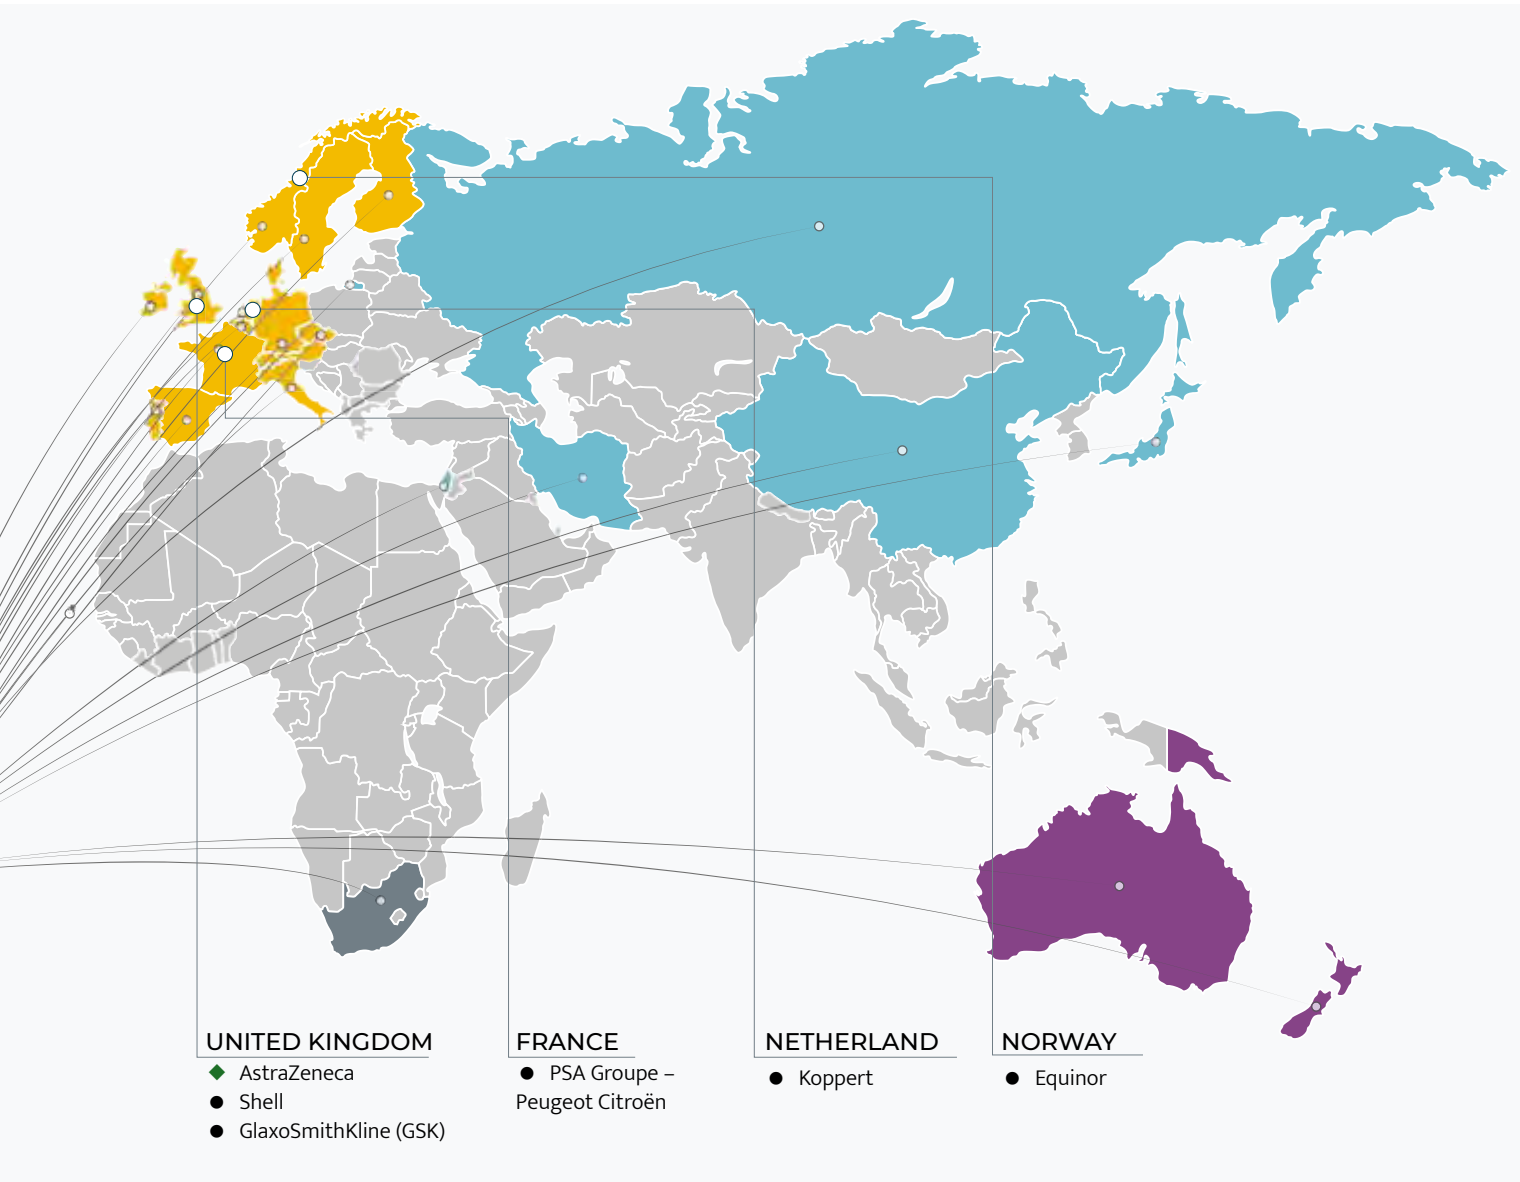 UNITED KINGDOM
AstraZeneca
Shell
GlaxoSmithKline (GSK)
FRANCE
PSA Groupe –
Peugeot Citroën
NETHERLAND
Koppert
NORWAY
Equinor